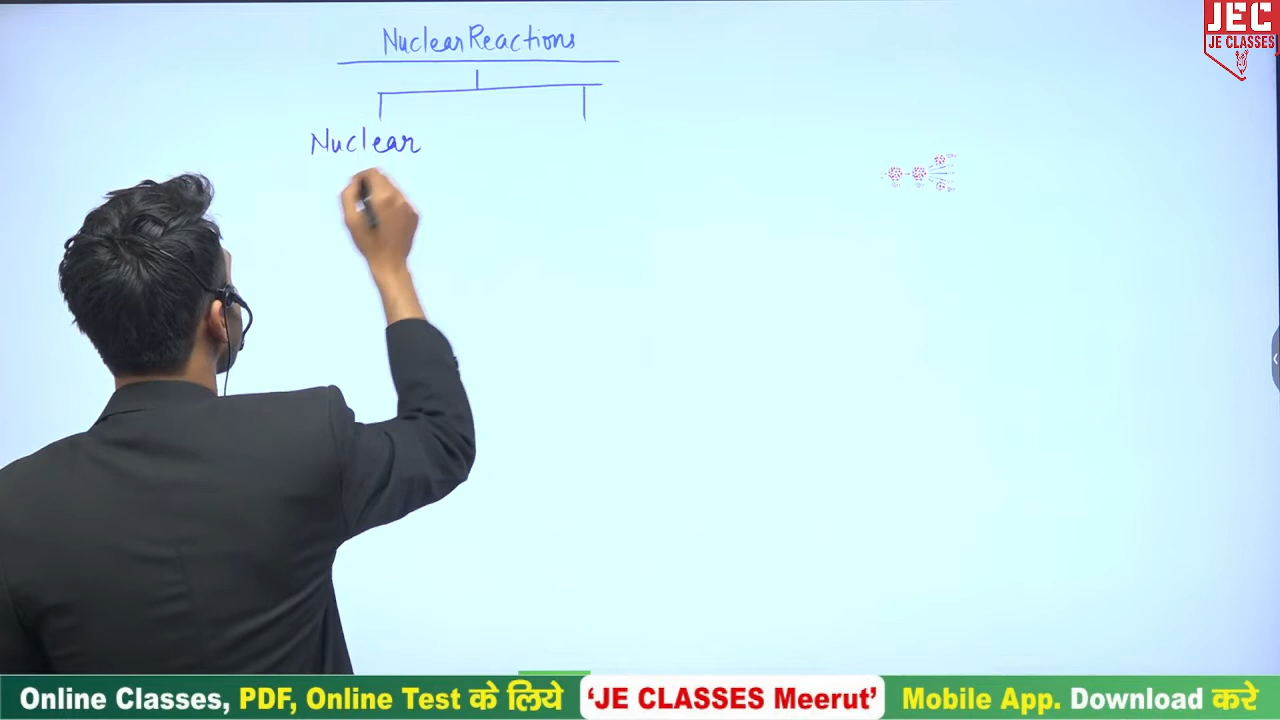 JEC
JE CLASSES
Nuclear Reactions
Nuclear
Online Classes, PDF, Online Test के लिये
‘JE CLASSES Meerut’
Mobile App. Download करे